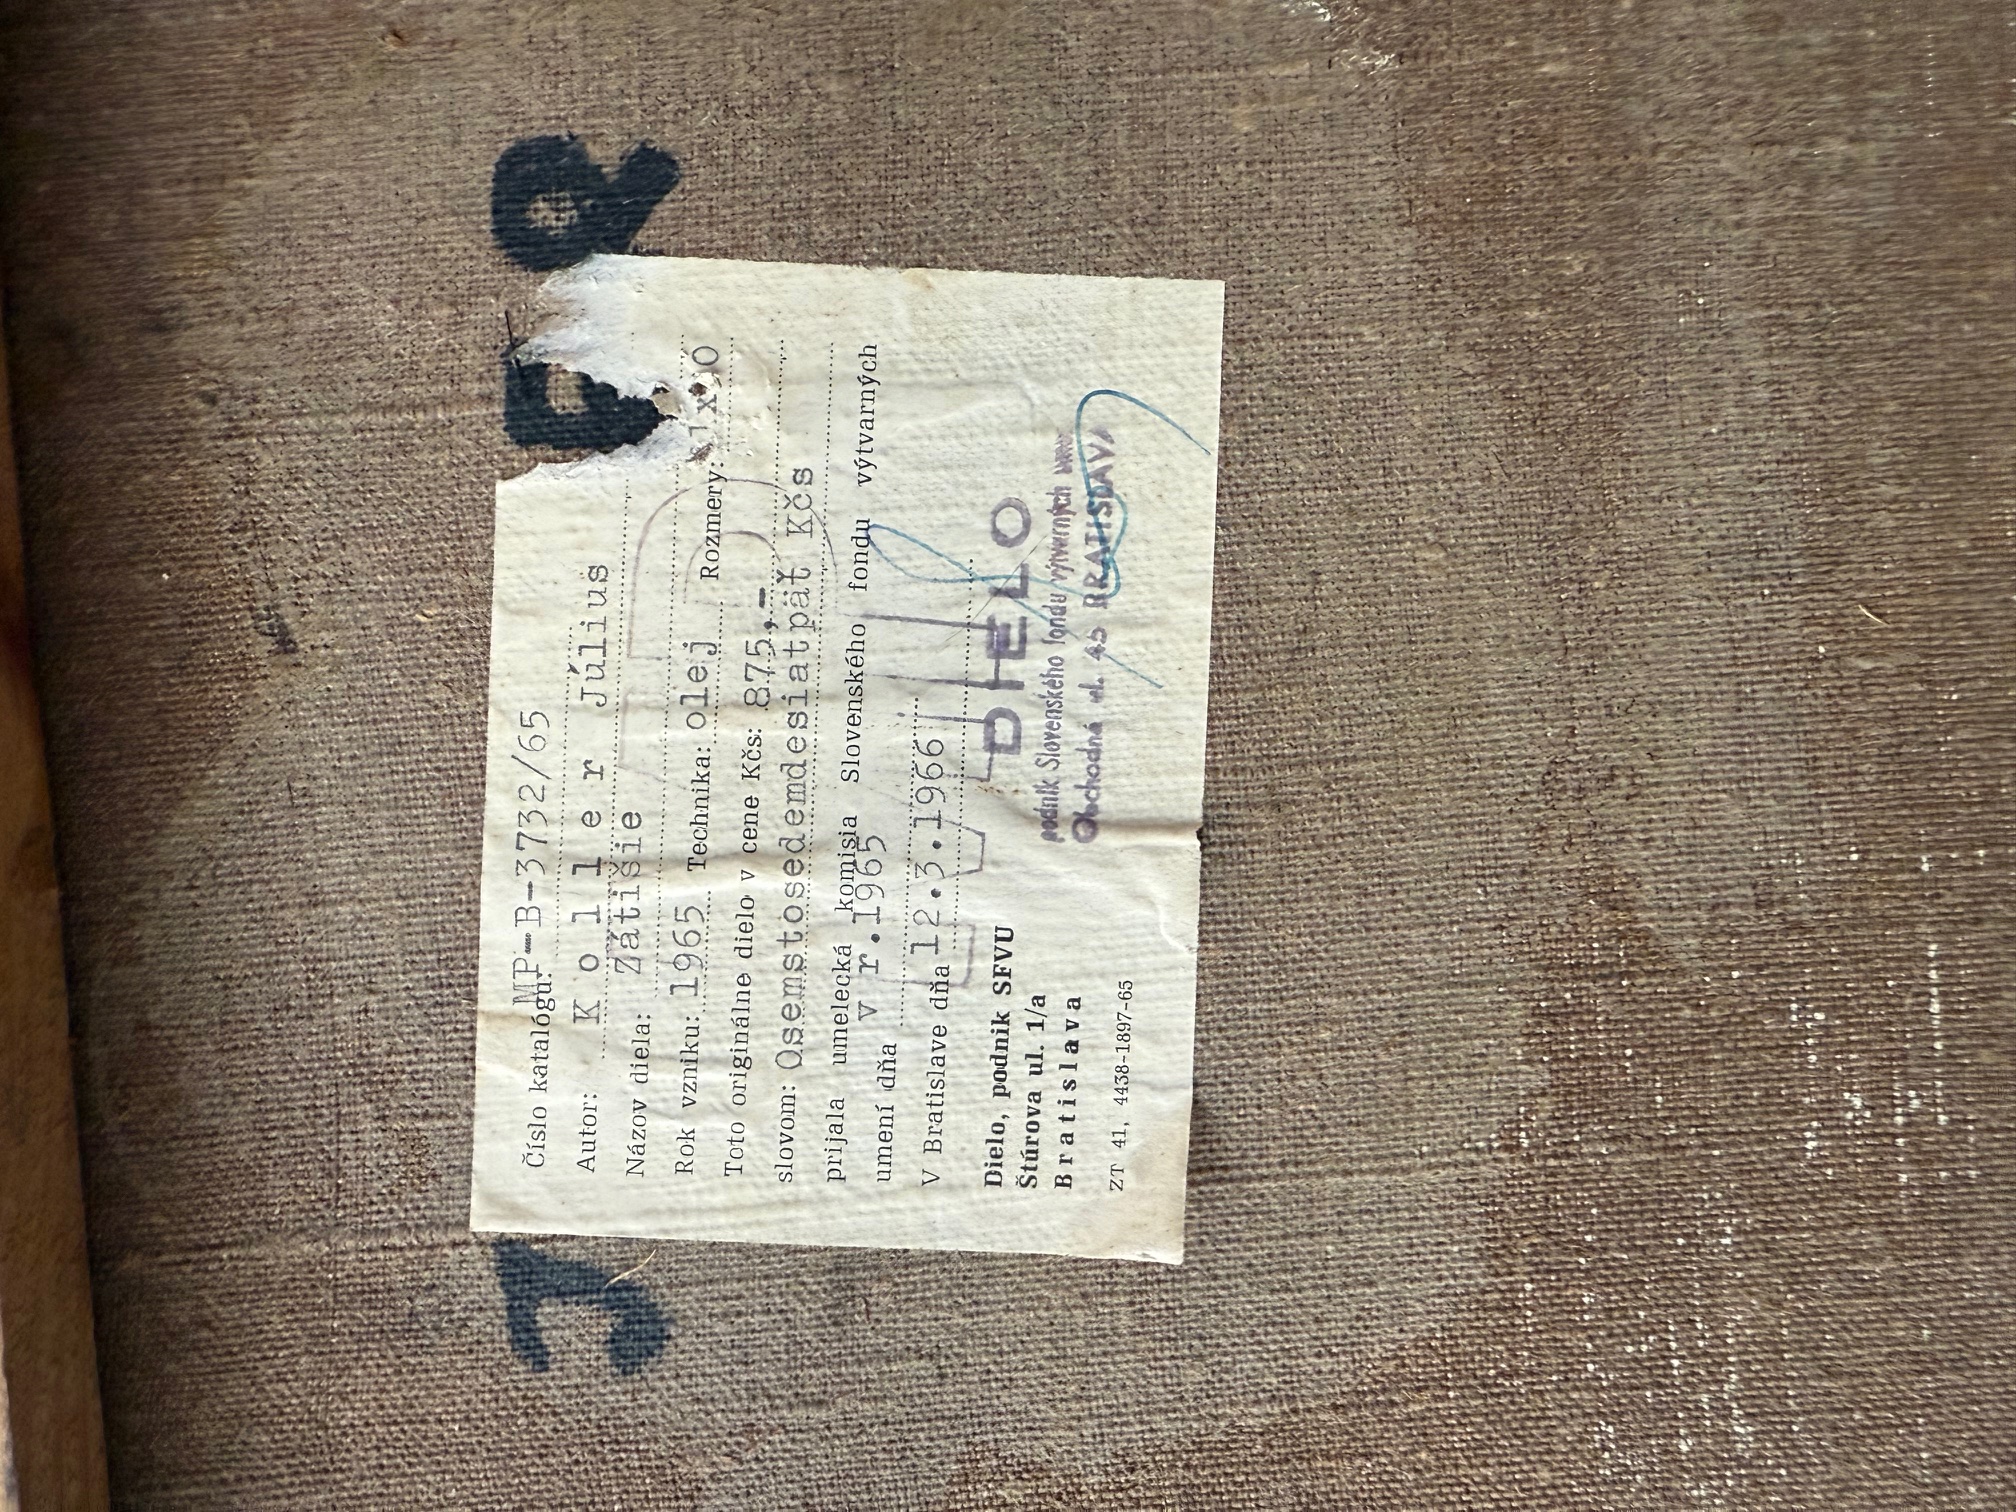 Číslo katalógu: MP-B-3732/65
Autor: Koller Július
Názov diela: Zátišie
Rok vzniku: 1965 Technika: olej Rozmery:
Toto originálne dielo v cene Kčs: 875,-
slovom: Osemstosedemdesiatpäť Kčs
prijala umelecká komisia Slovenského fondu výtvarných
umení dňa v r.1965
V Bratislave dňa 12.3.1966
Dielo, podnik SFVU
Štúrova ul. 1/a
Bratislava
ZT 41, 4438-1897-65
DIELO
podnik Slovenského fondu výtvarných
Obchodná ul. 45 BRATISLAVA